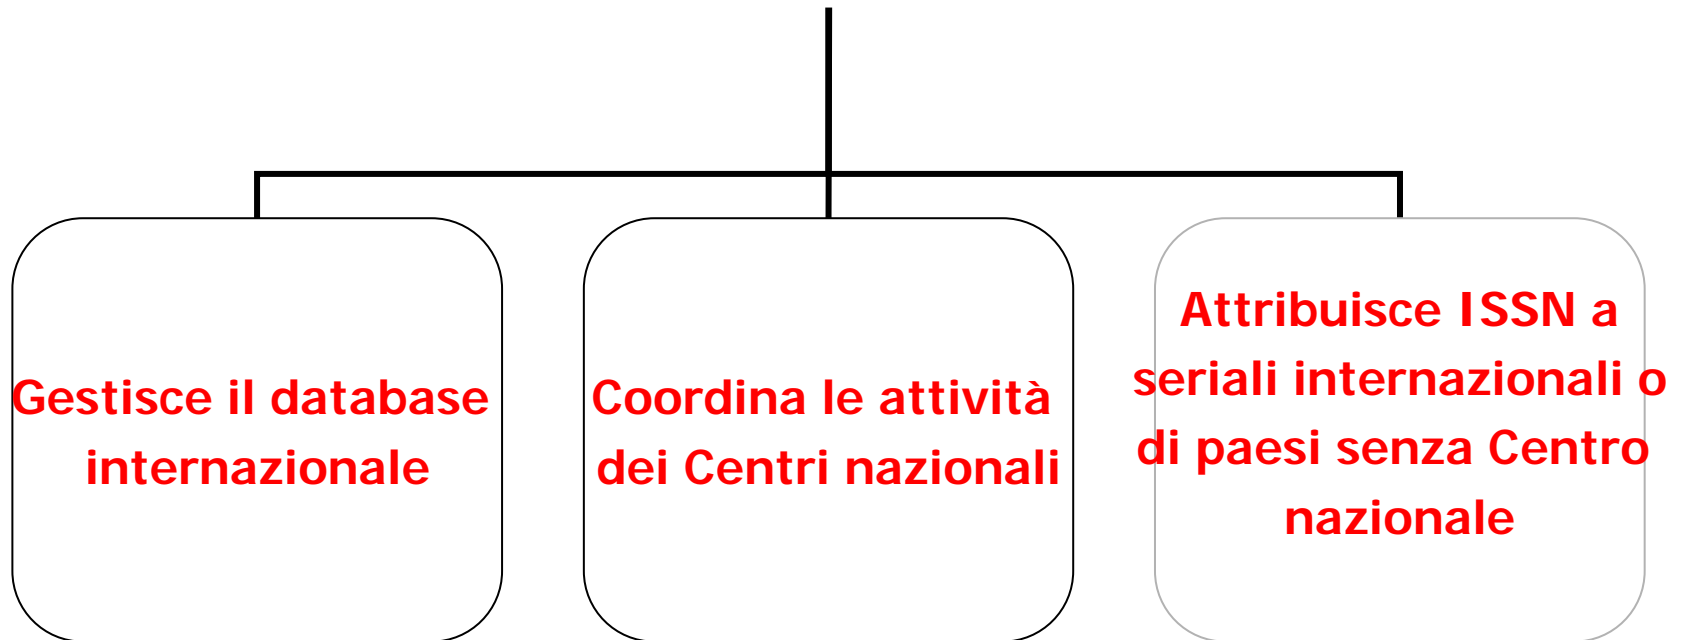 Gestisce il database
internazionale
Coordina le attività
dei Centri nazionali
Attribuisce ISSN a
seriali internazionali o
di paesi senza Centro
nazionale